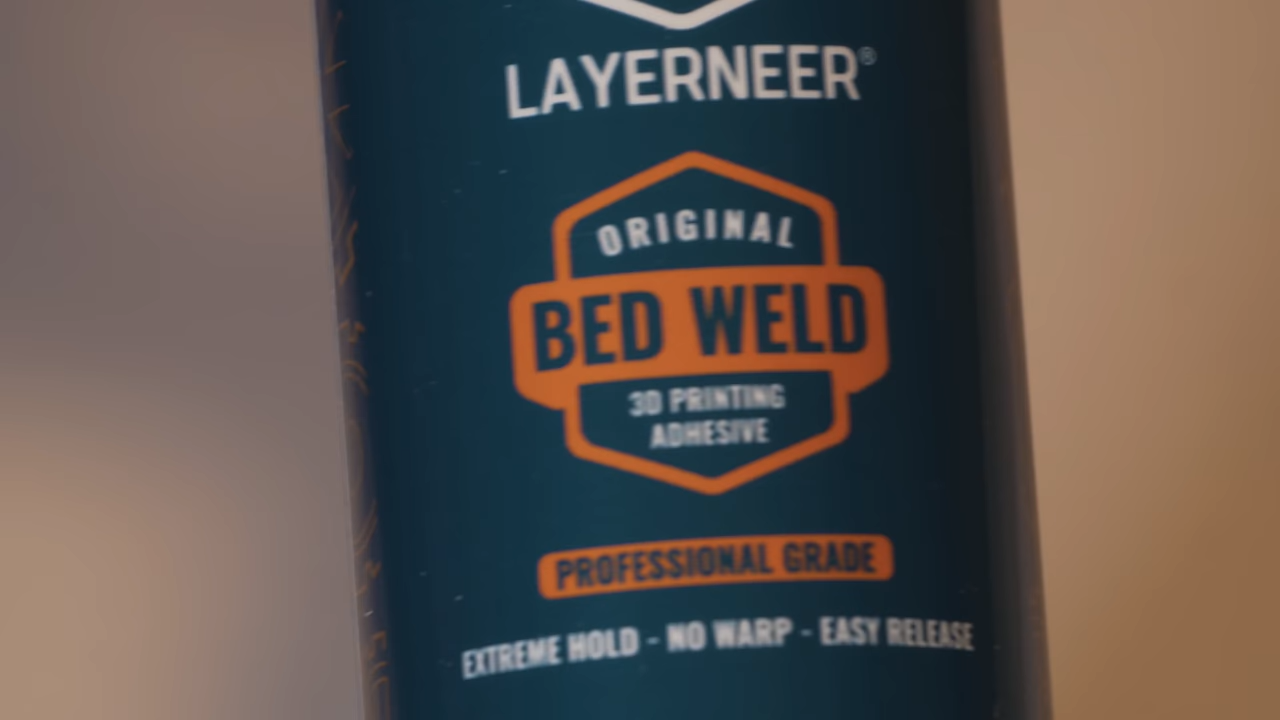 LAYERNEER®
ORIGINAL
BED WELD
3D PRINTING
ADHESIVE
PROFESSIONAL GRADE
EXTREME HOLD - NO WARP - EASY RELEASE